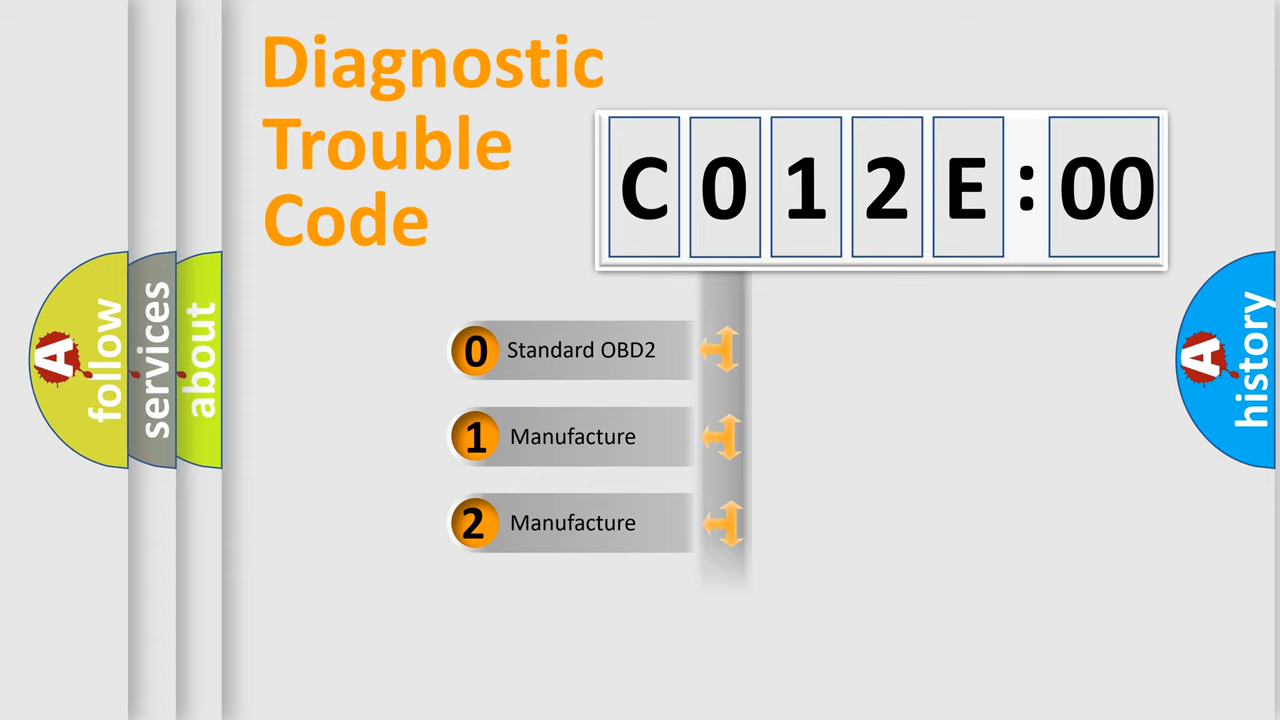 Diagnostic
Trouble
Code
C 0 1 2 E : 00
0 Standard OBD2
1 Manufacture
2 Manufacture
A follow
services
about
A history